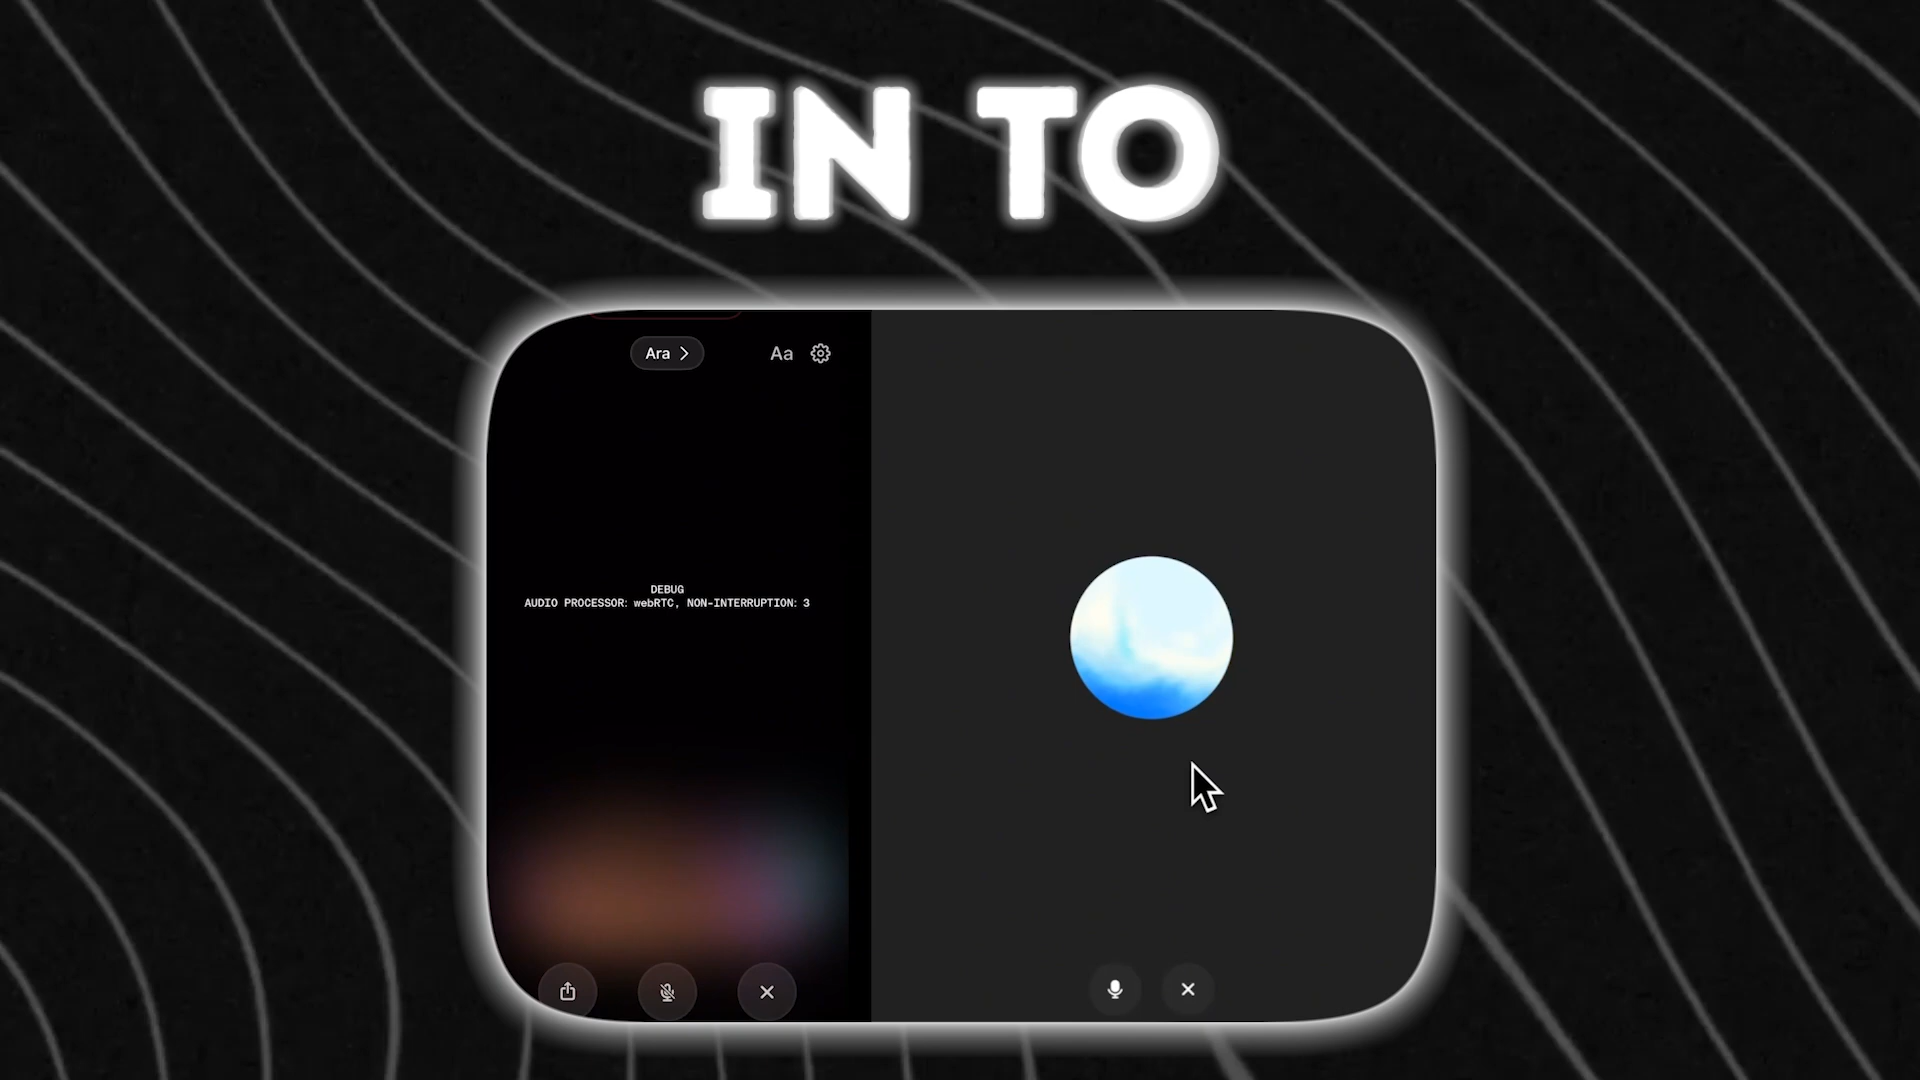 IN TO
Ara
Aa
DEBUG
AUDIO PROCESSOR: webRTC, NON-INTERRUPTION: 3